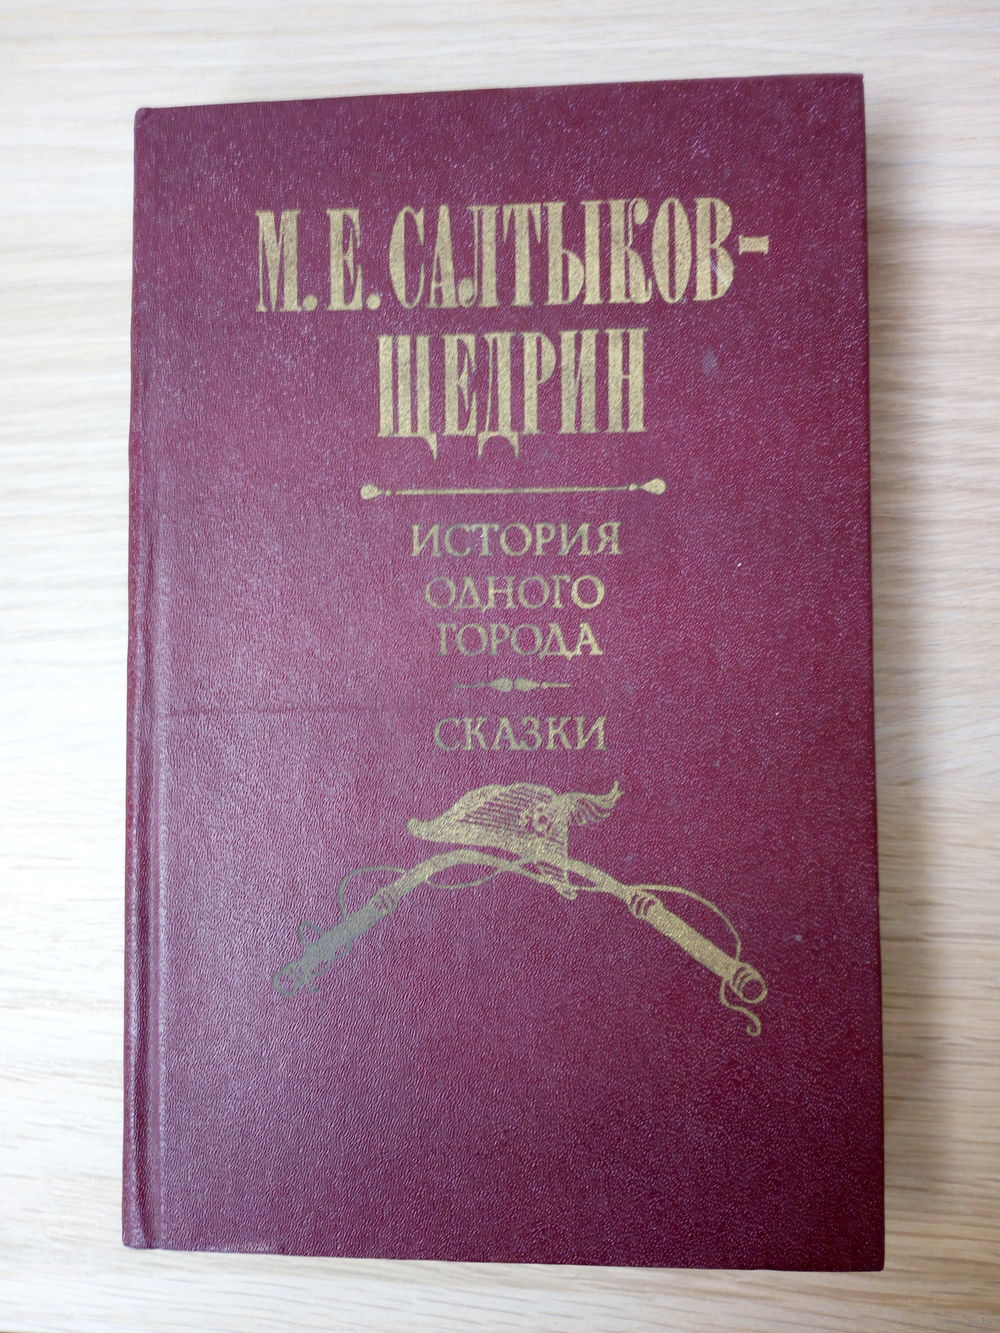 М. Е. САЛТЫКОВ-
ЩЕДРИН
ИСТОРИЯ
ОДНОГО
ГОРОДА
СКАЗКИ